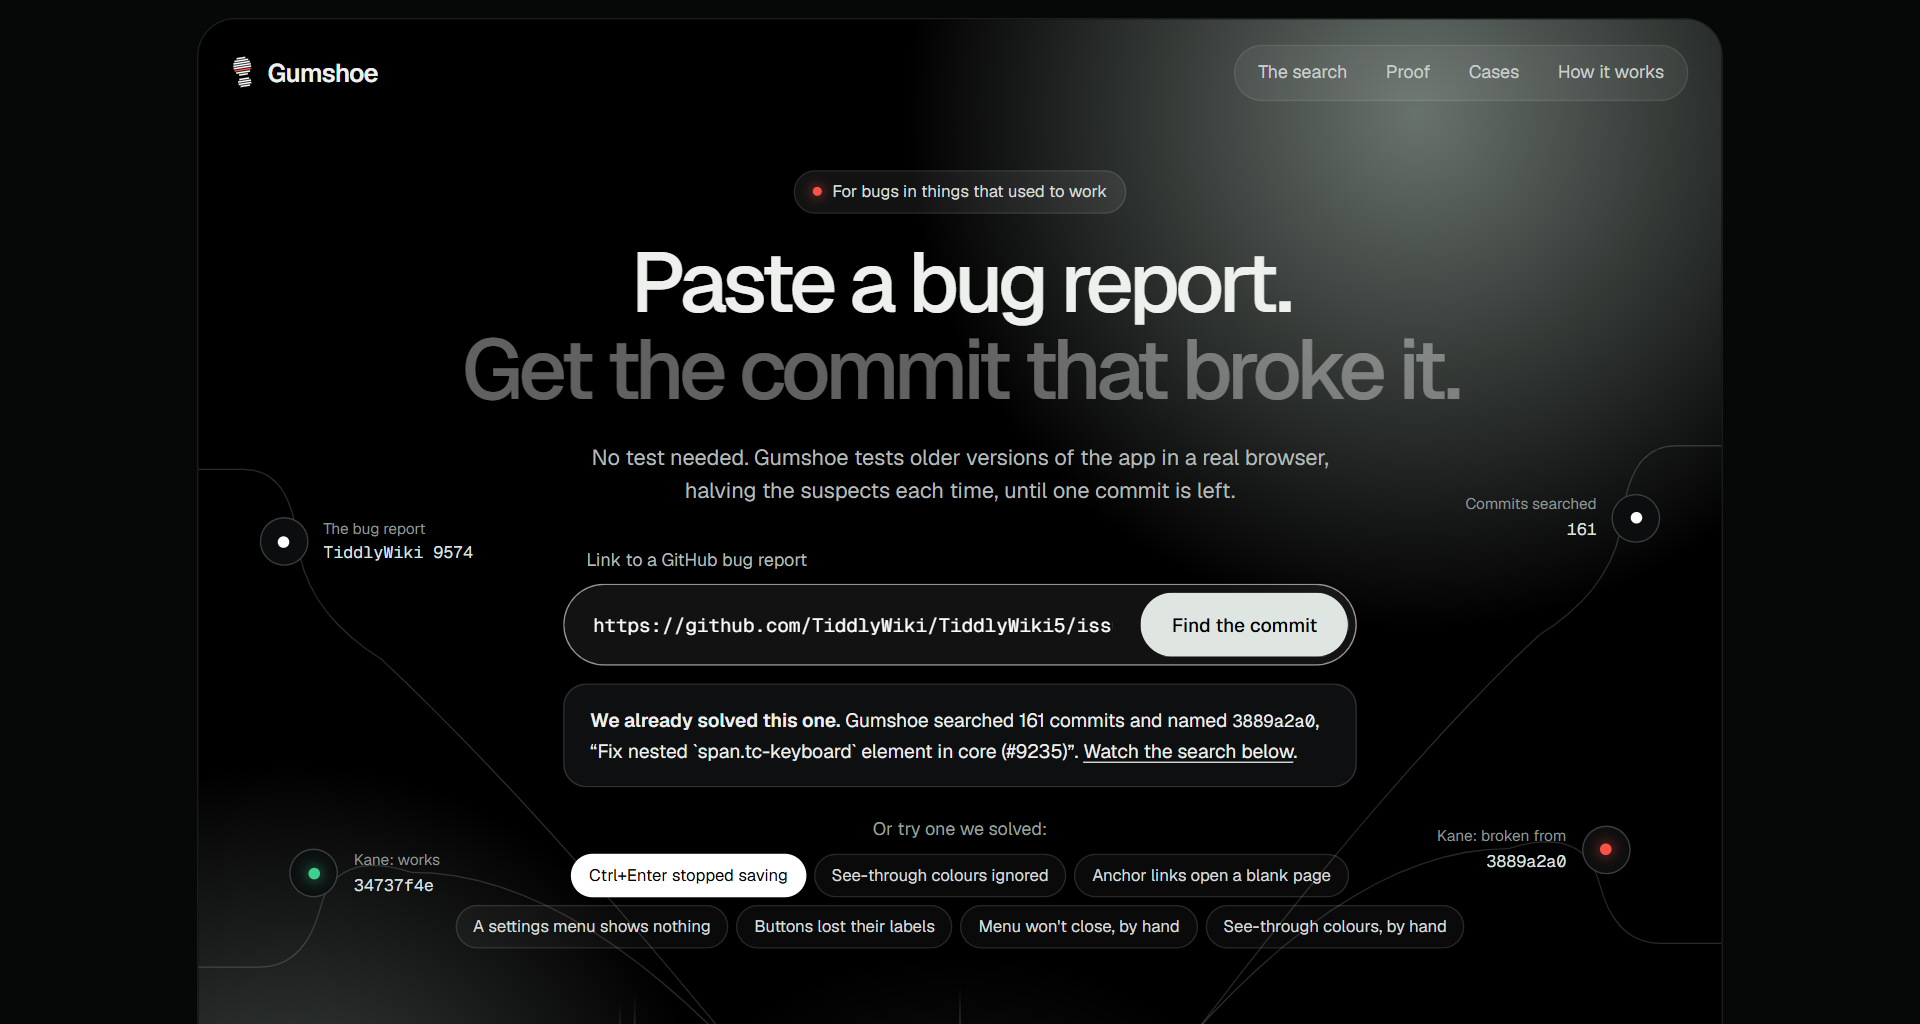 Gumshoe
The search
Proof
Cases
How it works
For bugs in things that used to work
Paste a bug report.
Get the commit that broke it.
No test needed. Gumshoe tests older versions of the app in a real browser,
halving the suspects each time, until one commit is left.
The bug report
TiddlyWiki 9574
Commits searched
161
Link to a GitHub bug report
https://github.com/TiddlyWiki/TiddlyWiki5/iss
Find the commit
We already solved this one. Gumshoe searched 161 commits and named 3889a2a0,
“Fix nested `span.tc-keyboard` element in core (#9235)”. Watch the search below.
Or try one we solved:
Kane: works
34737f4e
Kane: broken from
3889a2a0
Ctrl+Enter stopped saving
See-through colours ignored
Anchor links open a blank page
A settings menu shows nothing
Buttons lost their labels
Menu won't close, by hand
See-through colours, by hand